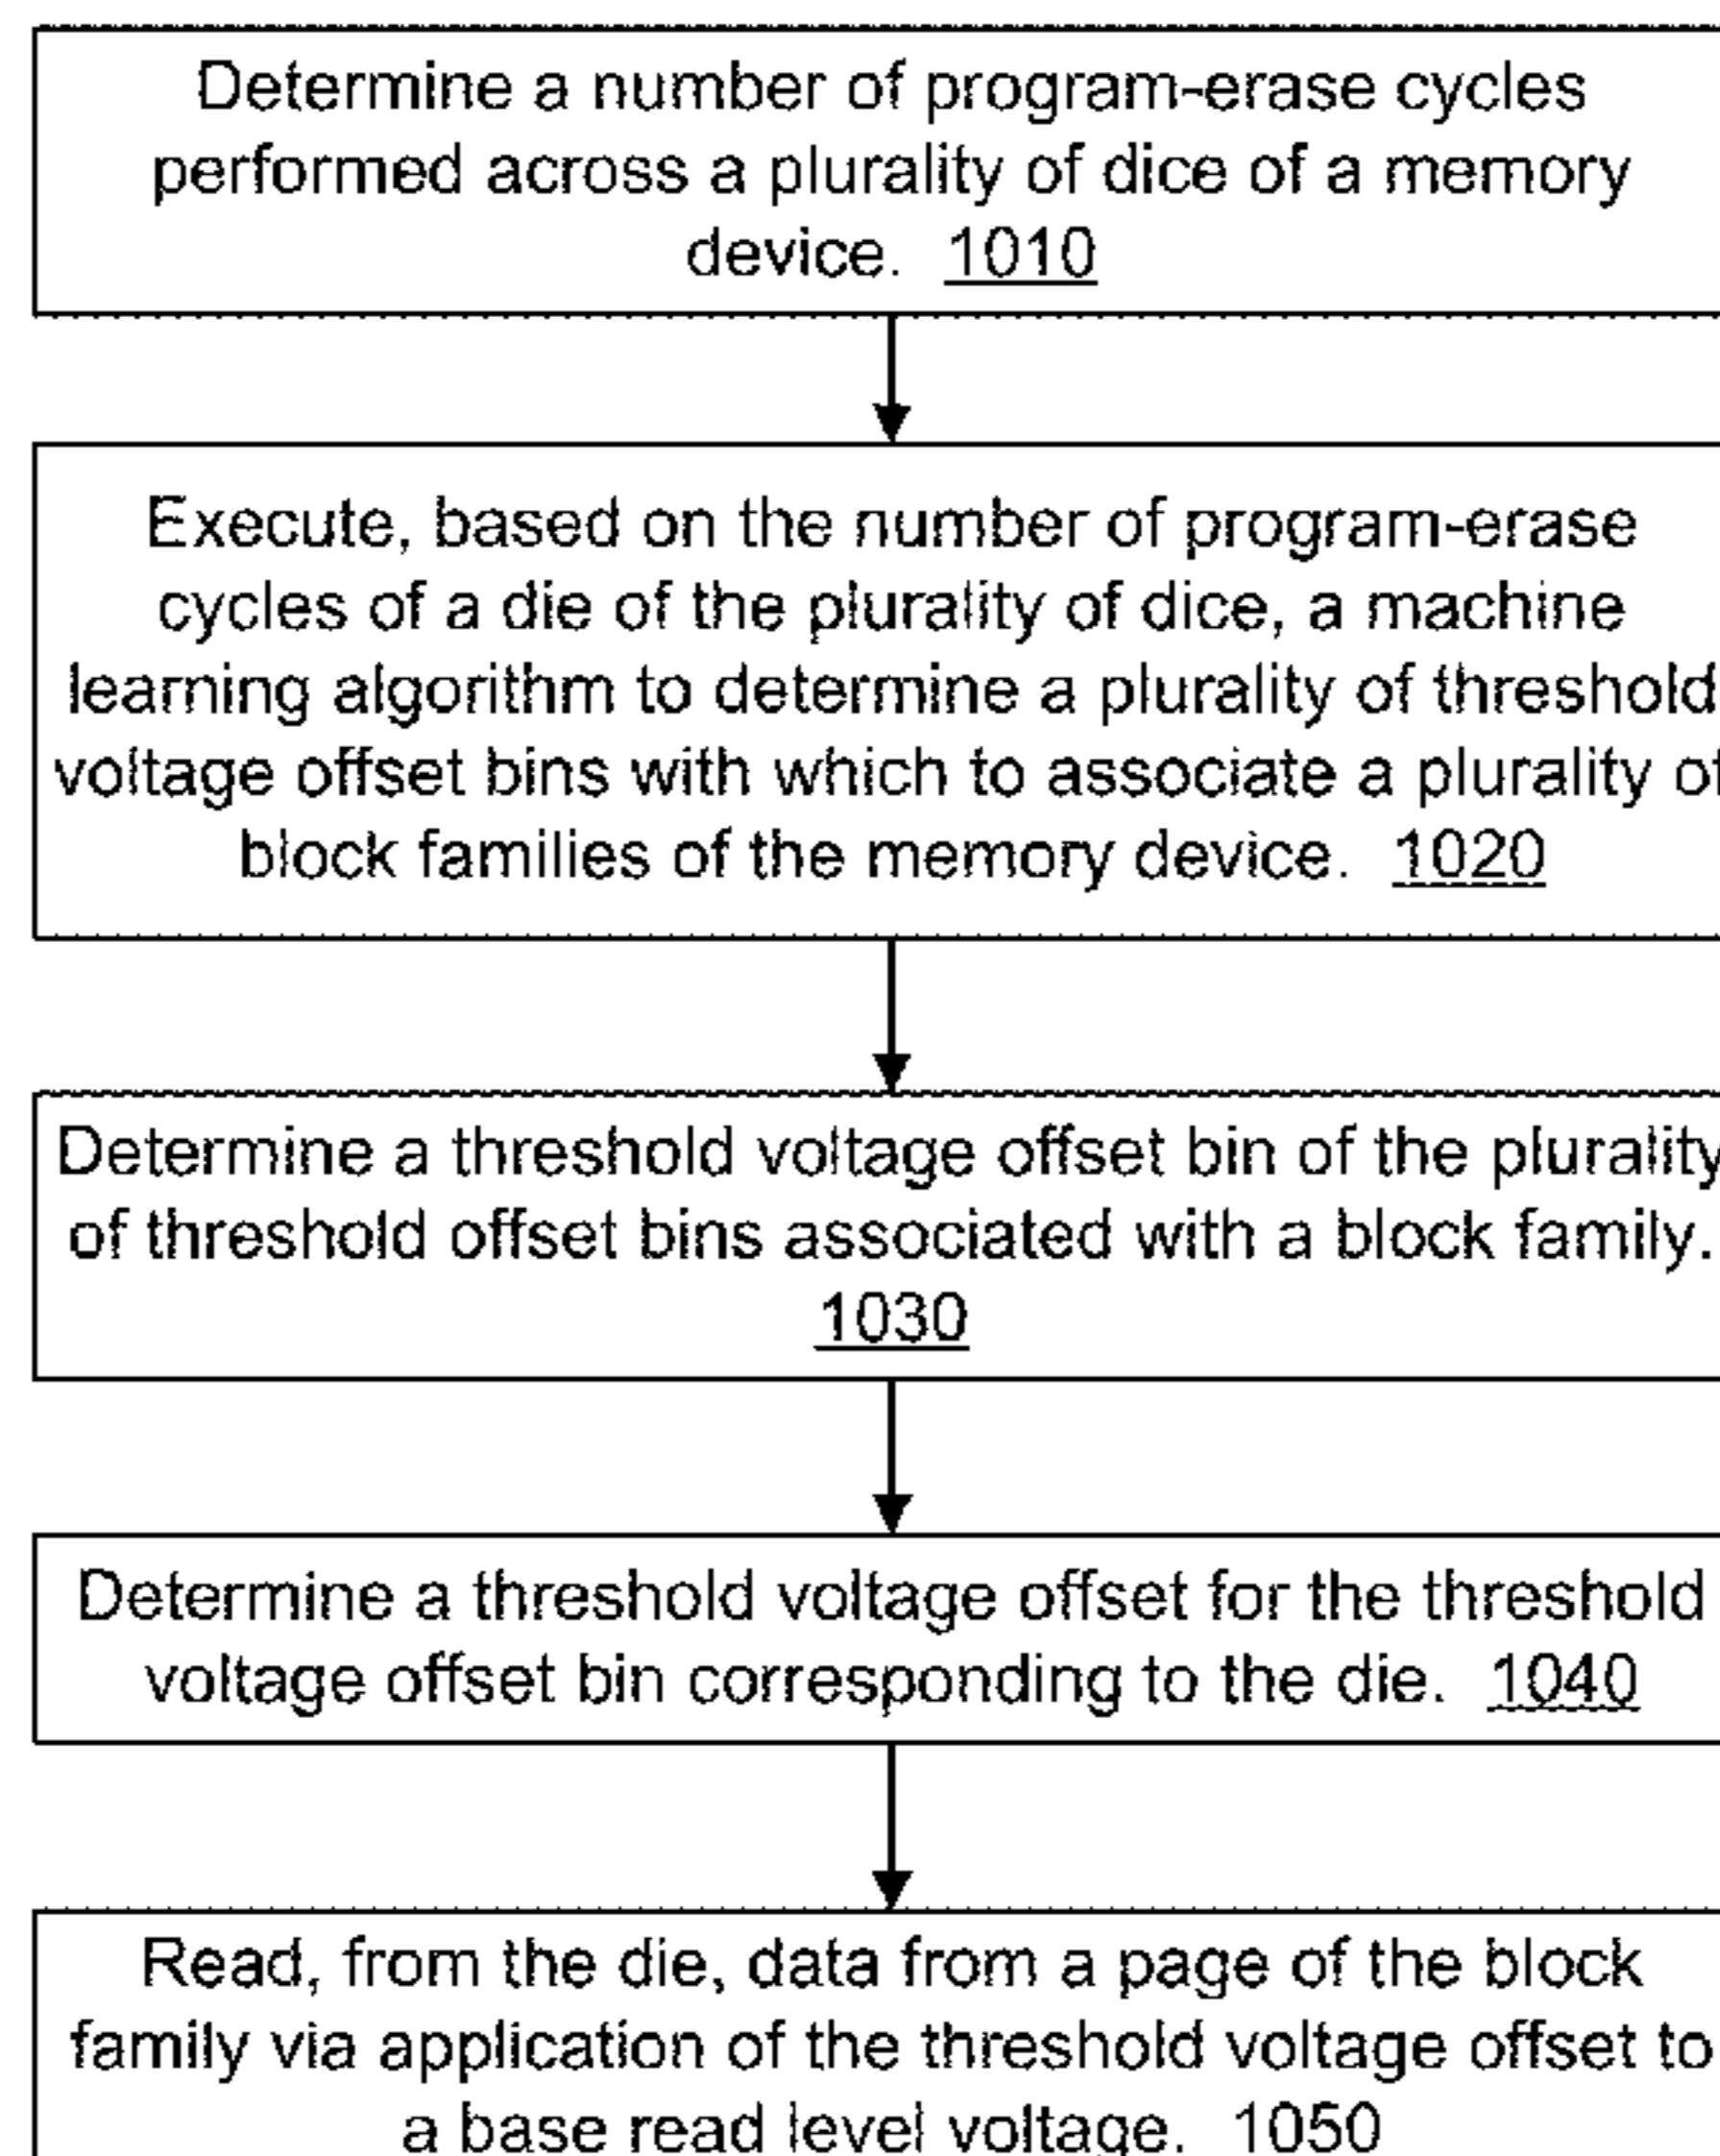 Determine a number of program-erase cycles
performed across a plurality of dice of a memory
device. 1010
Execute, based on the number of program-erase
cycles of a die of the plurality of dice, a machine
learning algorithm to determine a plurality of threshold
voltage offset bins with which to associate a plurality of
block families of the memory device. 1020
Determine a threshold voltage offset bin of the plurality
of threshold offset bins associated with a block family.
1030
Determine a threshold voltage offset for the threshold
voltage offset bin corresponding to the die. 1040
Read, from the die, data from a page of the block
family via application of the threshold voltage offset to
a base read level voltage. 1050